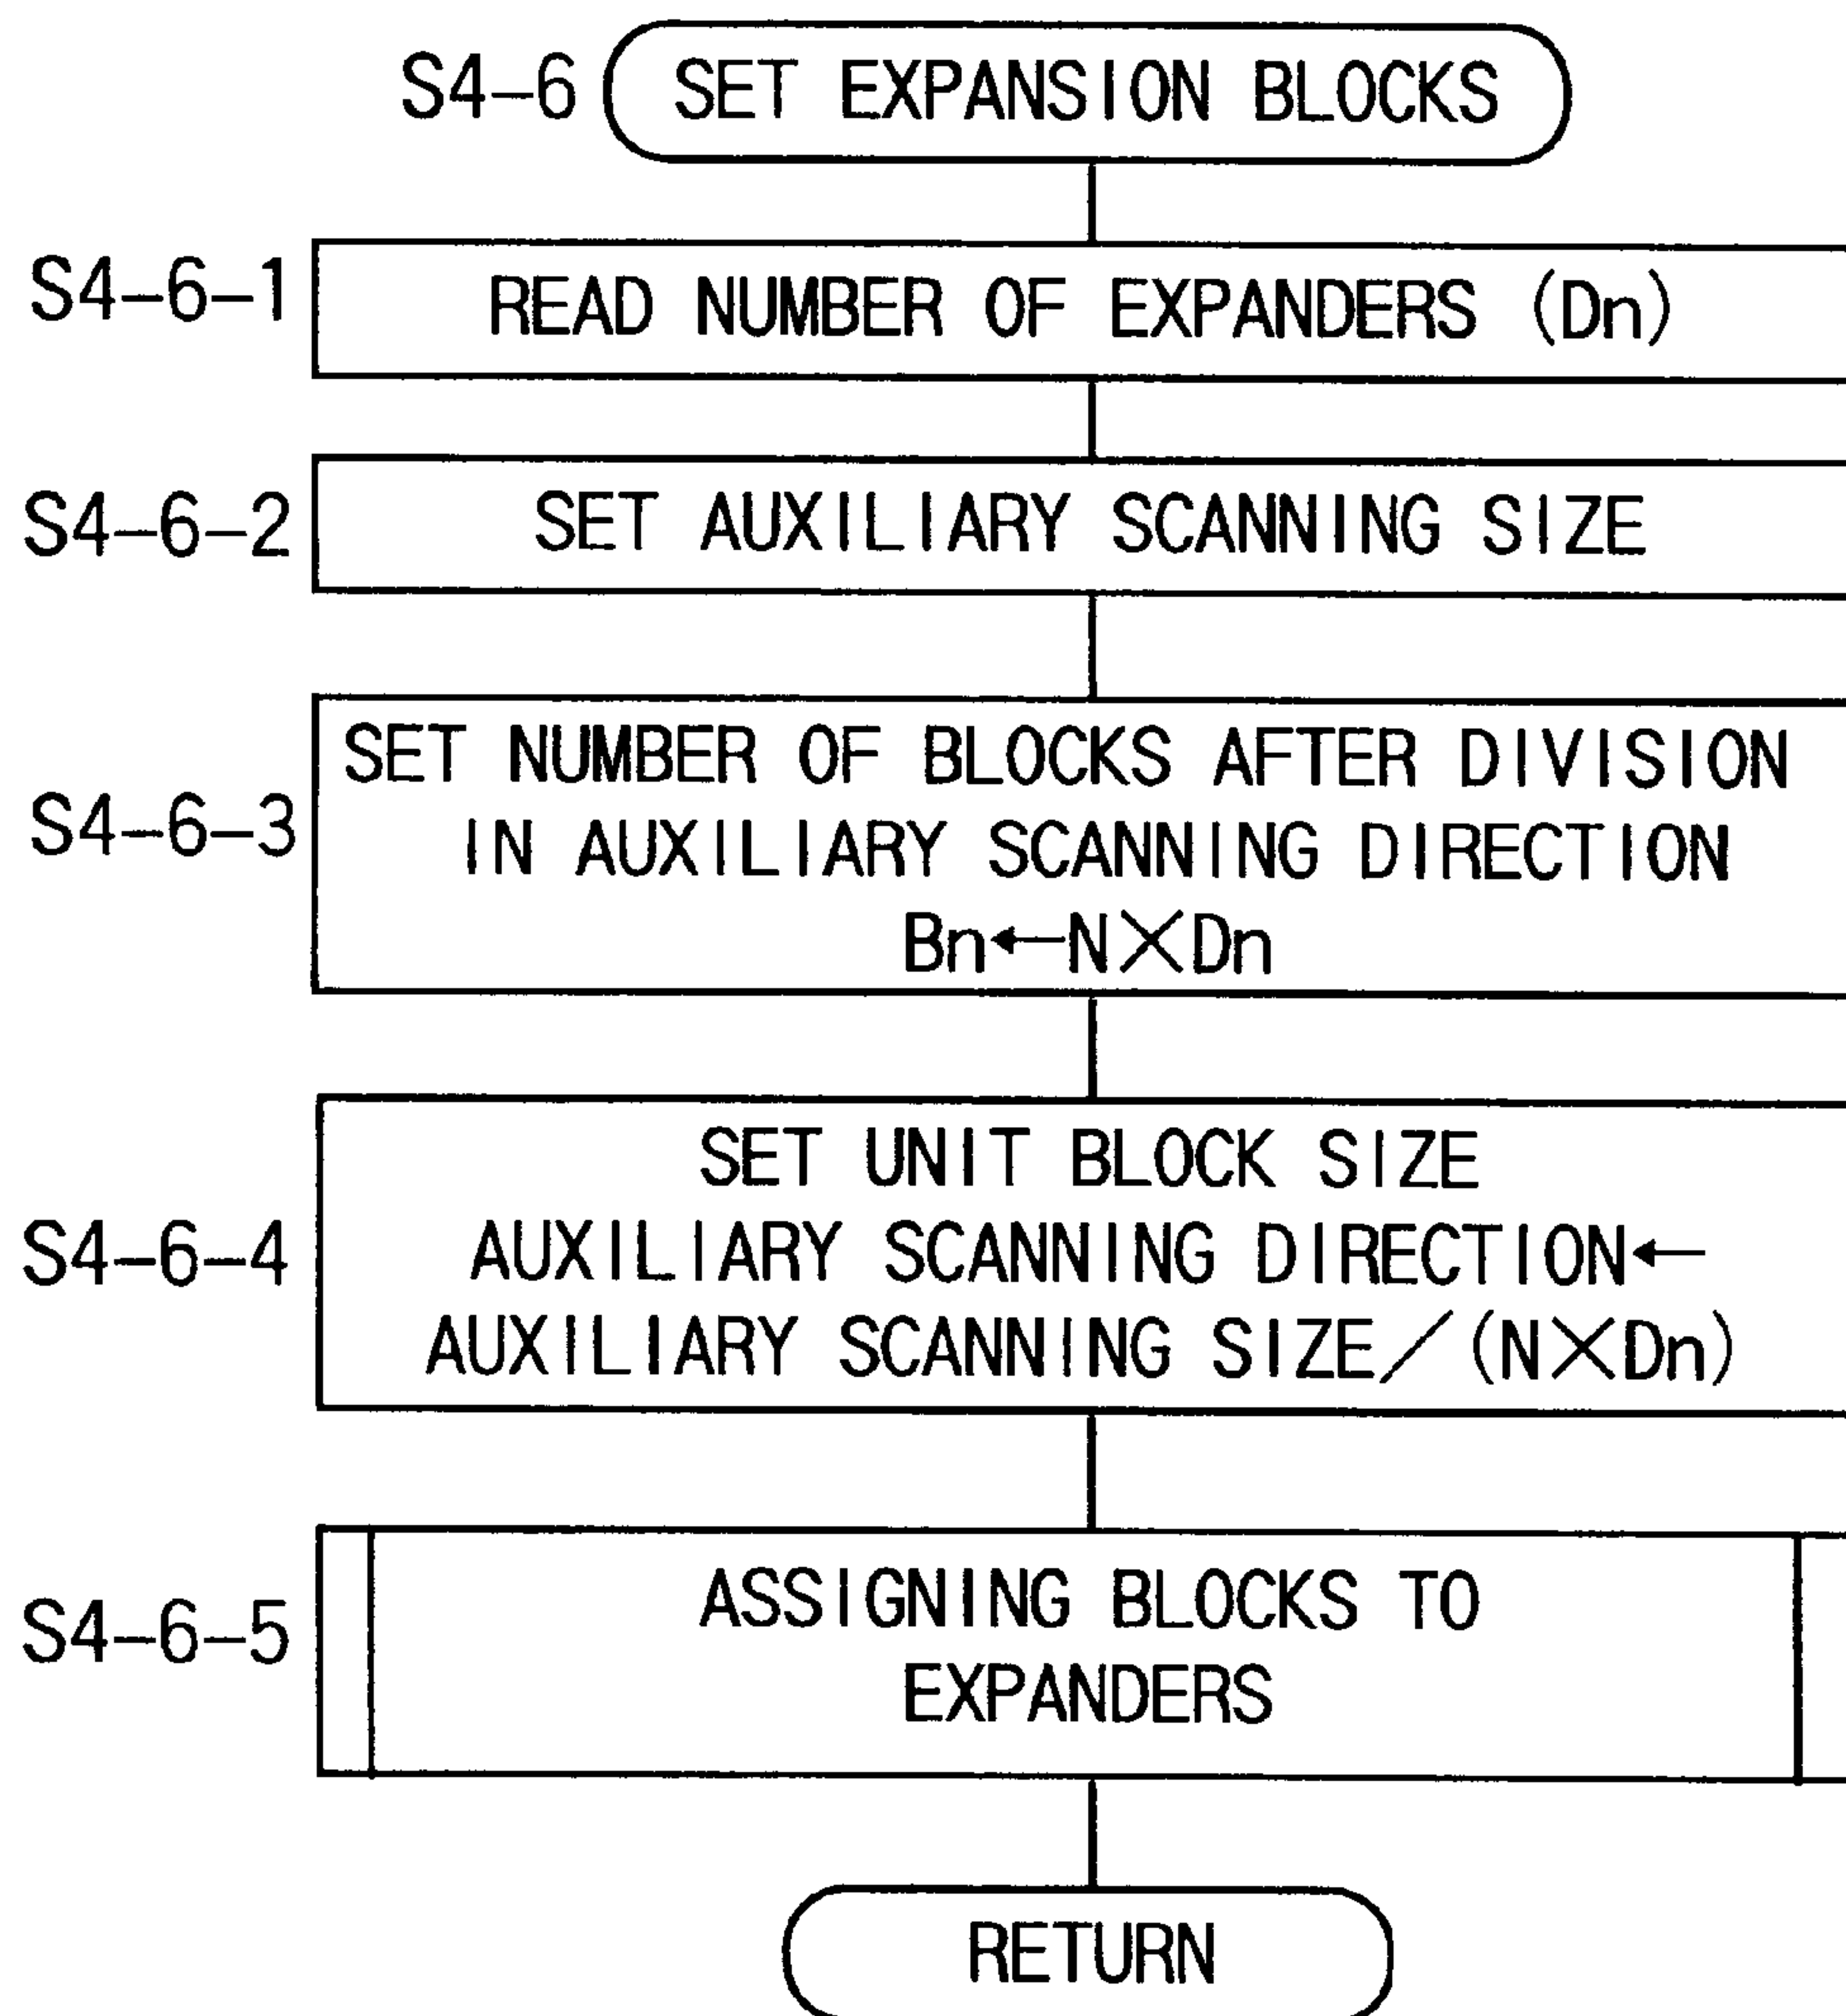 S4-6 SET EXPANSION BLOCKS
S4-6-1 READ NUMBER OF EXPANDERS (Dn)
S4-6-2 SET AUXILIARY SCANNING SIZE
SET NUMBER OF BLOCKS AFTER DIVISION
S4-6-3 IN AUXILIARY SCANNING DIRECTION
Bn←N×Dn
SET UNIT BLOCK SIZE
S4-6-4 AUXILIARY SCANNING DIRECTION←
AUXILIARY SCANNING SIZE/(N×Dn)
S4-6-5 ASSIGNING BLOCKS TO
EXPANDERS
RETURN